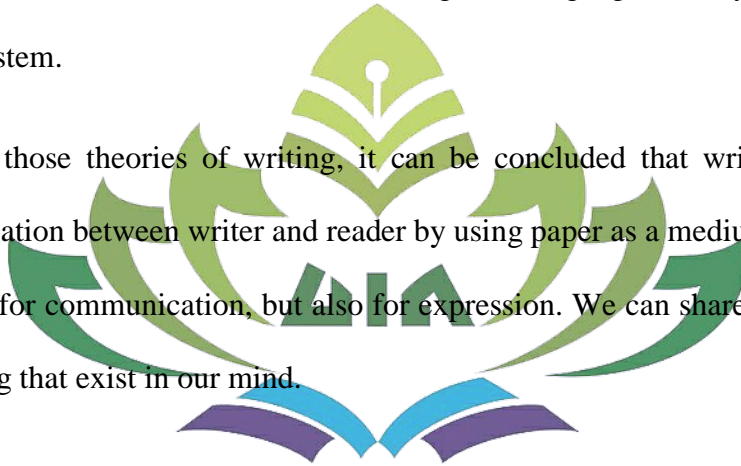 stem.
those theories of writing, it can be concluded that wri
ation between writer and reader by using paper as a mediu
for communication, but also for expression. We can share
g that exist in our mind.
UIN